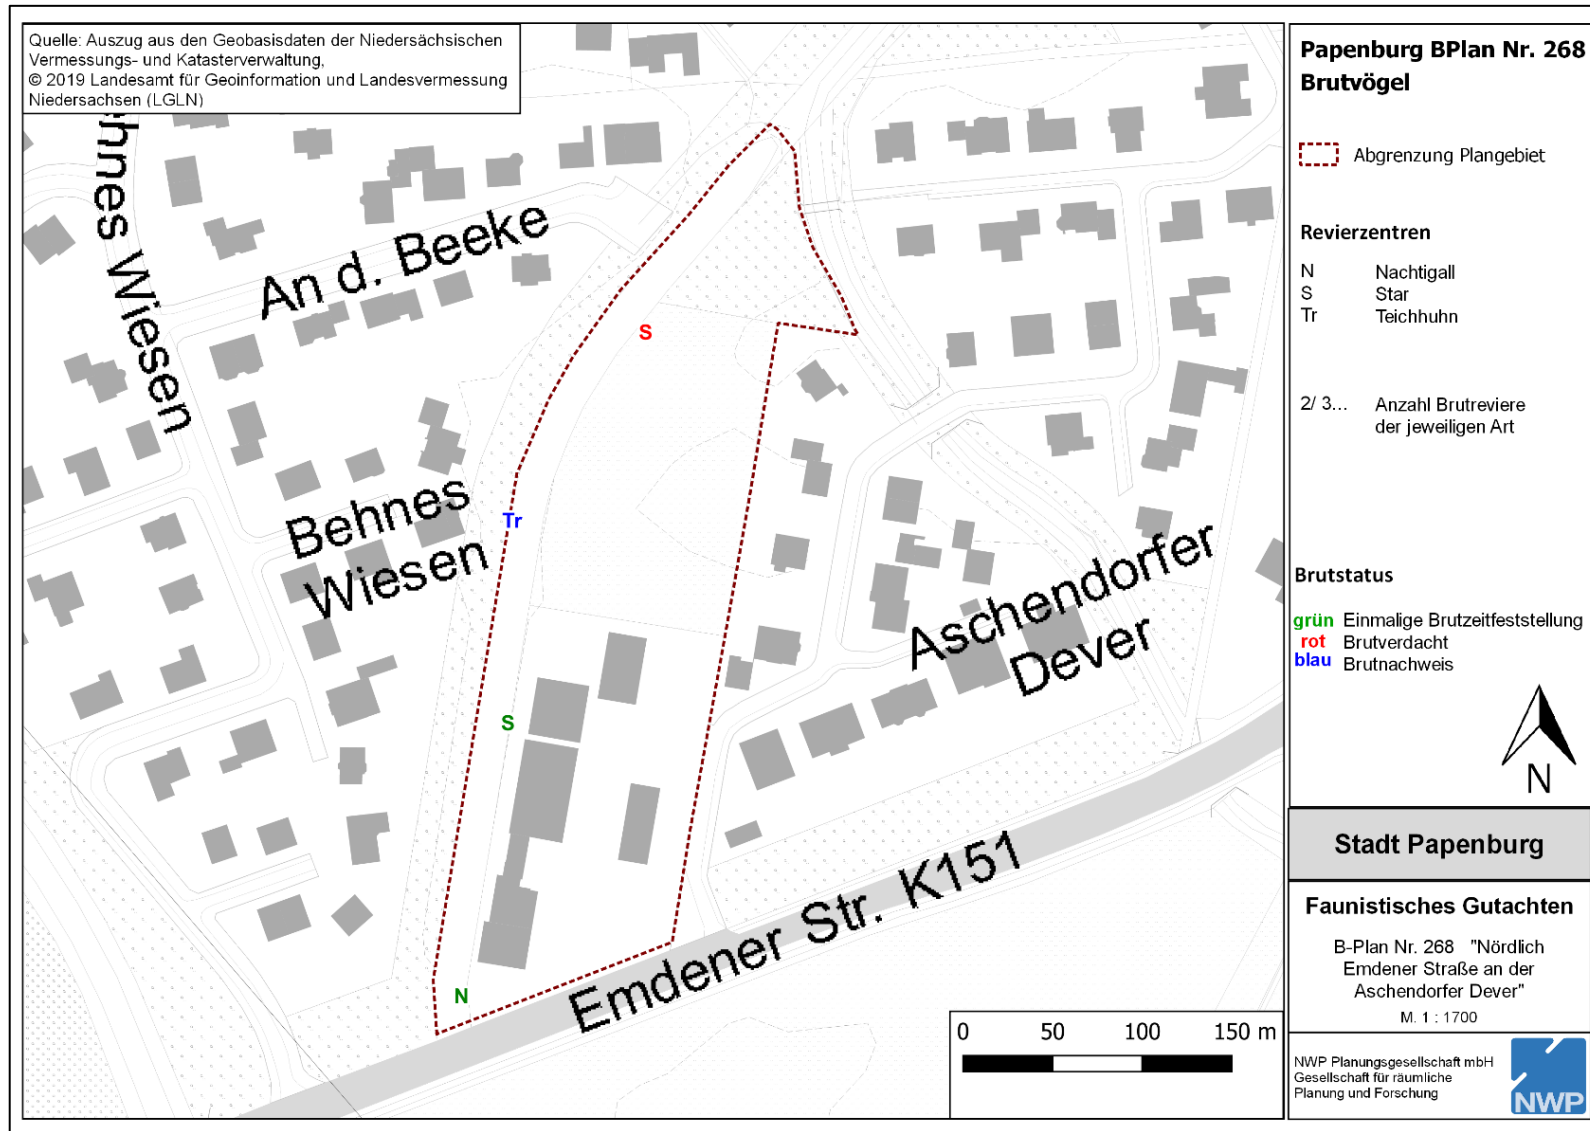 Quelle: Auszug aus den Geobasisdaten der Niedersächsischen
Vermessungs- und Katasterverwaltung,
© 2019 Landesamt für Geoinformation und Landesvermessung
Niedersachsen (LGLN)
Wiesen
An d. Beeke
Behnes
Wiesen
Aschendorfer
Dever
Emdener Str. K151
S
Tr
S
N
0 50 100 150 m
Papenburg BPlan Nr. 268
Brutvögel
Abgrenzung Plangebiet
Revierzentren
N Nachtigall
S Star
Tr Teichhuhn
2/ 3... Anzahl Brutreviere
der jeweiligen Art
Brutstatus
grün Einmalige Brutzeitfeststellung
rot Brutverdacht
blau Brutnachweis
N
Stadt Papenburg
Faunistisches Gutachten
B-Plan Nr. 268 "Nördlich
Emdener Straße an der
Aschendorfer Dever"
M. 1 : 1700
NWP Planungsgesellschaft mbH
Gesellschaft für räumliche
Planung und Forschung
NWP